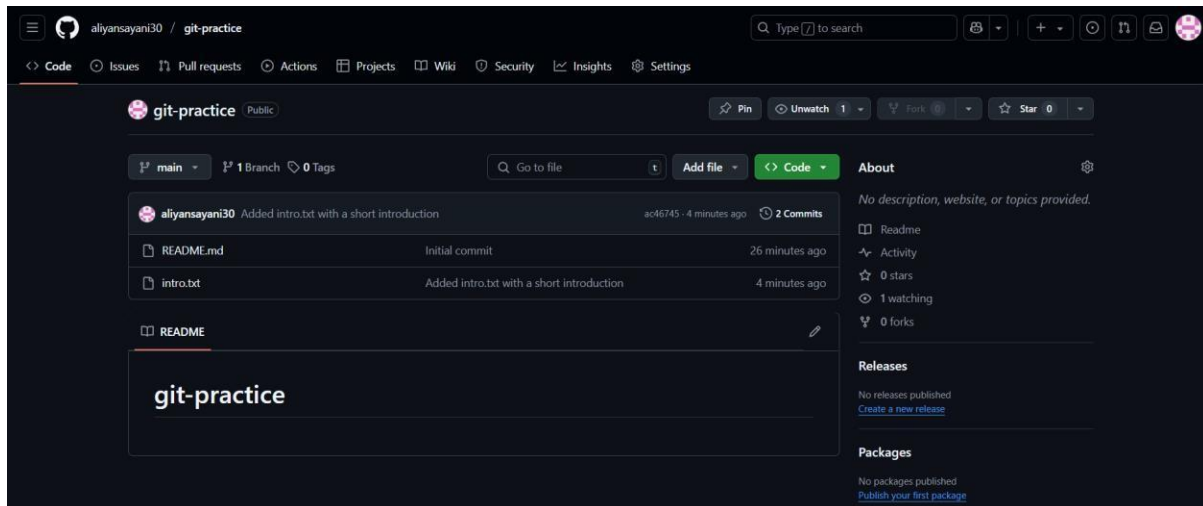 aliyansayani30 / git-practice
Type / to search
Code Issues Pull requests Actions Projects Wiki Security Insights Settings
git-practice Public
Pin Unwatch 1 Fork 0 Star 0
main 1 Branch 0 Tags Go to file t Add file Code
aliyansayani30 Added intro.txt with a short introduction ac46745 · 4 minutes ago 2 Commits
README.md Initial commit 26 minutes ago
intro.txt Added intro.txt with a short introduction 4 minutes ago
README
git-practice
About
No description, website, or topics provided.
Readme
Activity
0 stars
1 watching
0 forks
Releases
No releases published
Create a new release
Packages
No packages published
Publish your first package